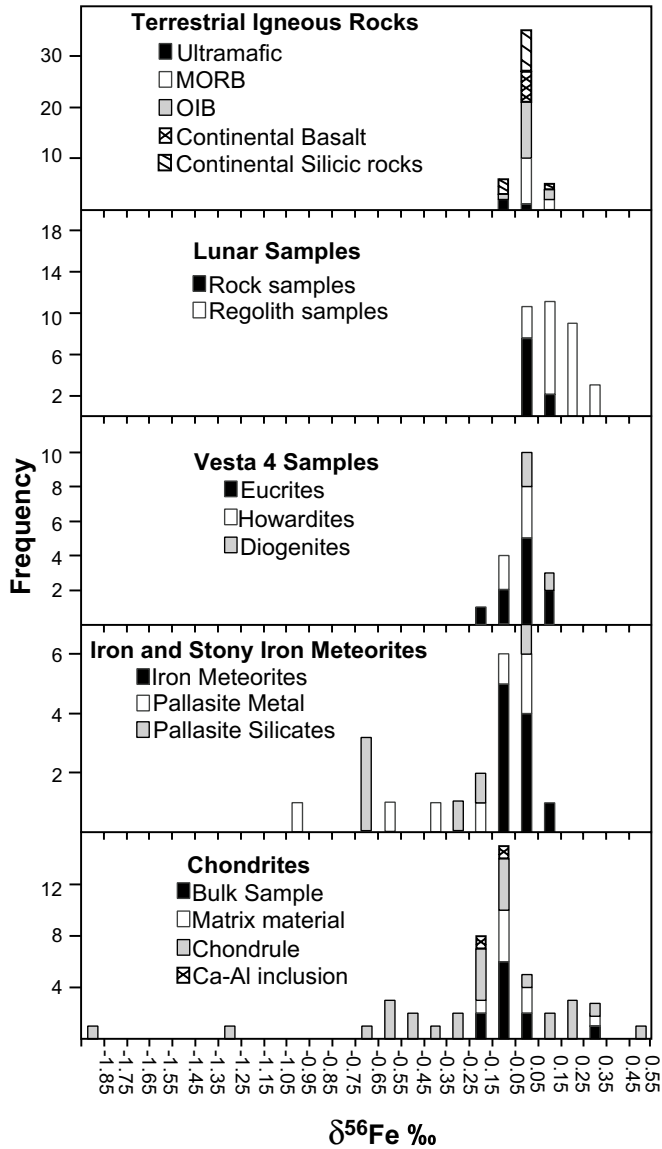 Terrestrial Igneous Rocks
Ultramafic
MORB
OIB
Continental Basalt
Continental Silicic rocks
30
20
10
Lunar Samples
Rock samples
Regolith samples
18
14
10
6
2
Vesta 4 Samples
Eucrites
Howardites
Diogenites
10
8
6
4
2
Frequency
Iron and Stony Iron Meteorites
Iron Meteorites
Pallasite Metal
Pallasite Silicates
6
4
2
Chondrites
Bulk Sample
Matrix material
Chondrule
Ca-Al inclusion
12
8
4
-1.85
-1.75
-1.65
-1.55
-1.45
-1.35
-1.25
-1.15
-1.05
-0.95
-0.85
-0.75
-0.65
-0.55
-0.45
-0.35
-0.25
-0.15
-0.05
0.05
0.15
0.25
0.35
0.45
0.55
δ56Fe ‰